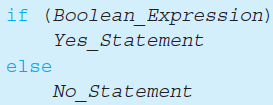 if (Boolean_Expression)
    Yes_Statement
else
    No_Statement